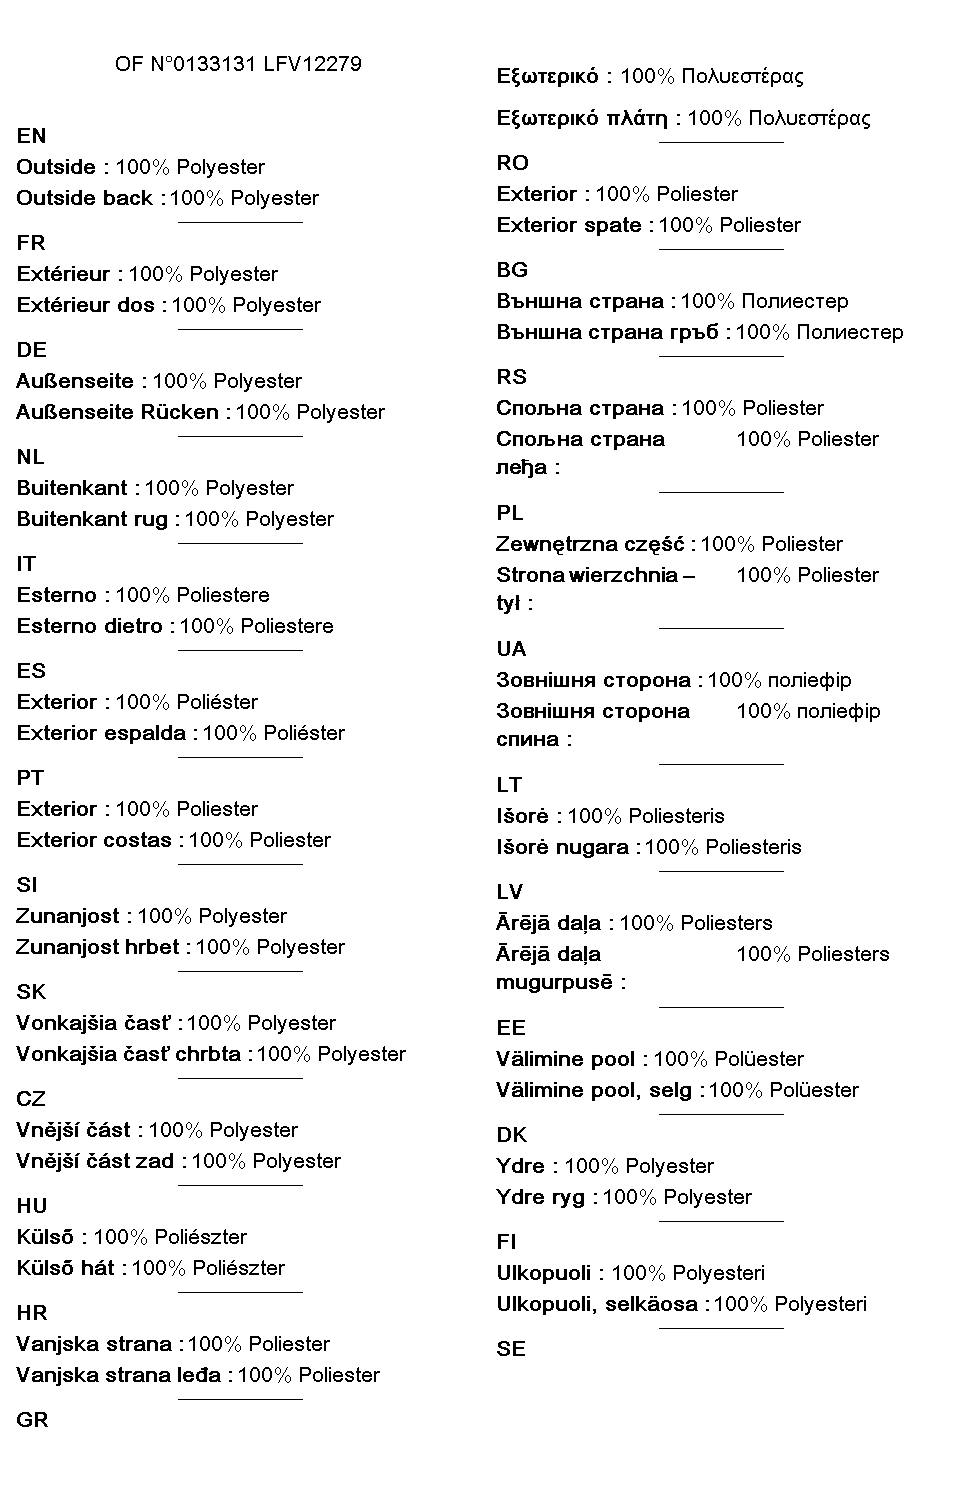 OF N°0133131 LFV12279
EN
Outside : 100% Polyester
Outside back : 100% Polyester
FR
Extérieur : 100% Polyester
Extérieur dos : 100% Polyester
DE
Außenseite : 100% Polyester
Außenseite Rücken : 100% Polyester
NL
Buitenkant : 100% Polyester
Buitenkant rug : 100% Polyester
IT
Esterno : 100% Poliestere
Esterno dietro : 100% Poliestere
ES
Exterior : 100% Poliéster
Exterior espalda : 100% Poliéster
PT
Exterior : 100% Poliester
Exterior costas : 100% Poliester
SI
Zunanjost : 100% Polyester
Zunanjost hrbet : 100% Polyester
SK
Vonkajšia časť : 100% Polyester
Vonkajšia časť chrbta : 100% Polyester
CZ
Vnější část : 100% Polyester
Vnější část zad : 100% Polyester
HU
Külső : 100% Poliészter
Külső hát : 100% Poliészter
HR
Vanjska strana : 100% Poliester
Vanjska strana leđa : 100% Poliester
GR
Εξωτερικό : 100% Πολυεστέρας
Εξωτερικό πλάτη : 100% Πολυεστέρας
RO
Exterior : 100% Poliester
Exterior spate : 100% Poliester
BG
Външна страна : 100% Полиестер
Външна страна гръб : 100% Полиестер
RS
Спољна страна : 100% Poliester
Спољна страна 100% Poliester
леђа :
PL
Zewnętrzna część : 100% Poliester
Strona wierzchnia – 100% Poliester
tył :
UA
Зовнішня сторона : 100% поліефір
Зовнішня сторона 100% поліефір
спина :
LT
Išorė : 100% Poliesteris
Išorė nugara : 100% Poliesteris
LV
Ārējā daļa : 100% Poliesters
Ārējā daļa 100% Poliesters
mugurpusē :
EE
Välimine pool : 100% Polüester
Välimine pool, selg : 100% Polüester
DK
Ydre : 100% Polyester
Ydre ryg : 100% Polyester
FI
Ulkopuoli : 100% Polyesteri
Ulkopuoli, selkäosa : 100% Polyesteri
SE